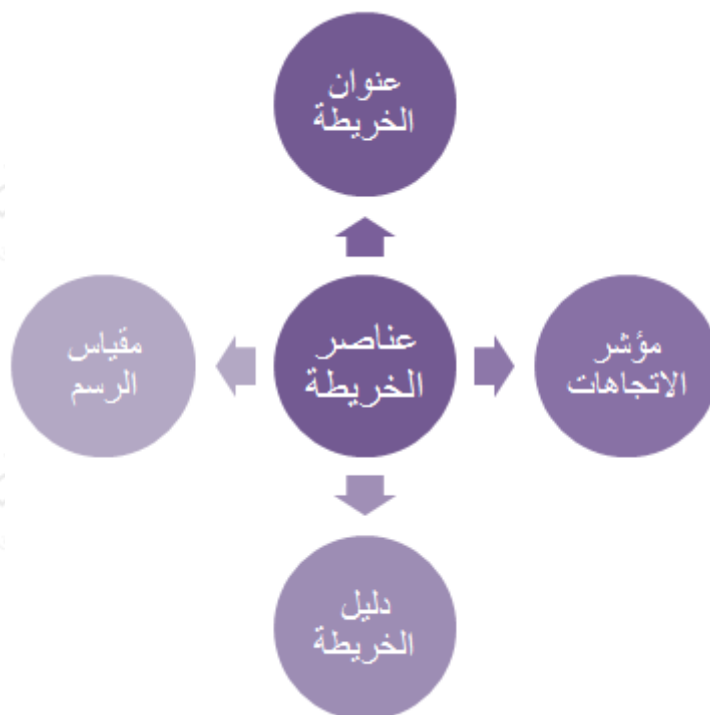 عنوان
الخريطة
عناصر
الخريطة
مؤشر
الاتجاهات
دليل
الخريطة
مقياس
الرسم